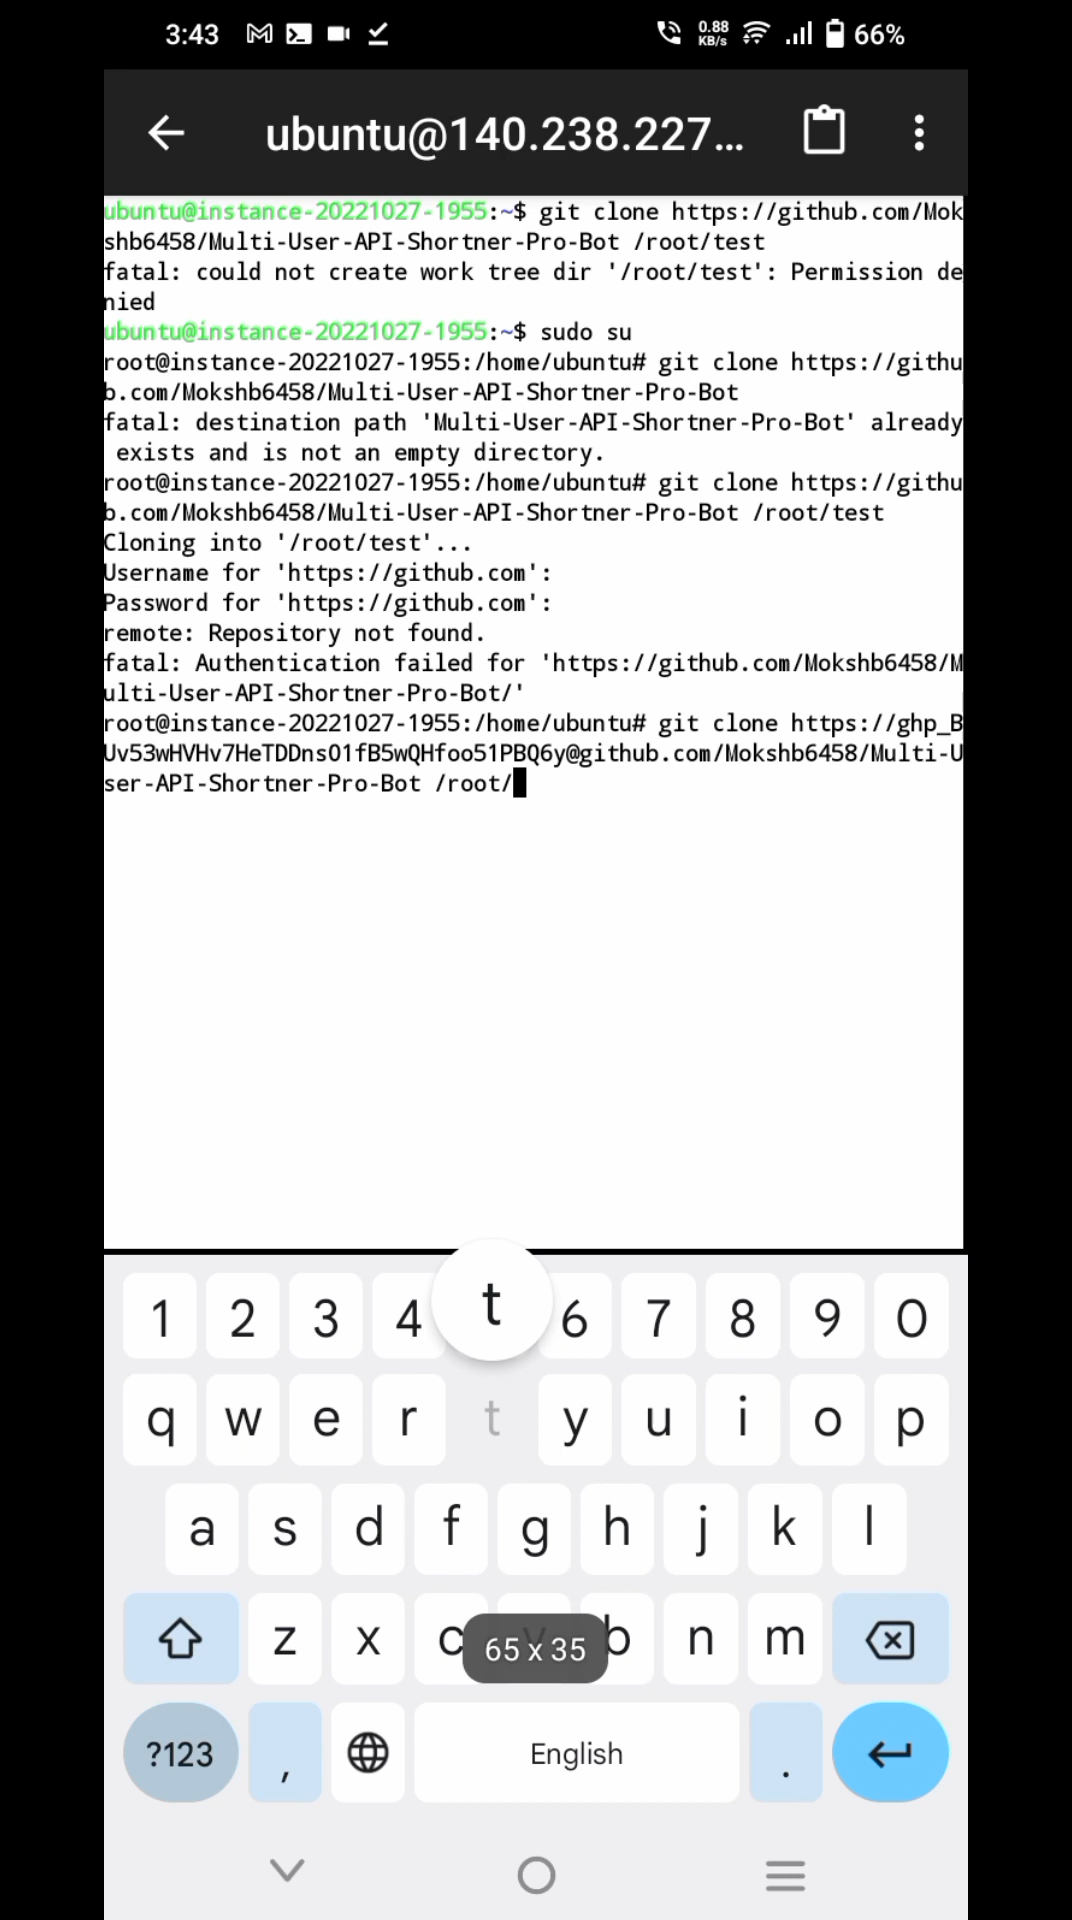 3:43
0.88
KB/s
66%
ubuntu@140.238.227...
ubuntu@instance-20221027-1955:~$ git clone https://github.com/Mok
shb6458/Multi-User-API-Shortner-Pro-Bot /root/test
fatal: could not create work tree dir '/root/test': Permission de
nied
ubuntu@instance-20221027-1955:~$ sudo su
root@instance-20221027-1955:/home/ubuntu# git clone https://githu
b.com/Mokshb6458/Multi-User-API-Shortner-Pro-Bot
fatal: destination path 'Multi-User-API-Shortner-Pro-Bot' already
exists and is not an empty directory.
root@instance-20221027-1955:/home/ubuntu# git clone https://githu
b.com/Mokshb6458/Multi-User-API-Shortner-Pro-Bot /root/test
Cloning into '/root/test'...
Username for 'https://github.com':
Password for 'https://github.com':
remote: Repository not found.
fatal: Authentication failed for 'https://github.com/Mokshb6458/M
ulti-User-API-Shortner-Pro-Bot/'
root@instance-20221027-1955:/home/ubuntu# git clone https://ghp_B
Uv53wHVHv7HeTDDns01fB5wQHfoo51PBQ6y@github.com/Mokshb6458/Multi-U
ser-API-Shortner-Pro-Bot /root/
t
1 2 3 4 6 7 8 9 0
q w e r t y u i o p
a s d f g h j k l
z x c v b n m
65 x 35
?123 , English .